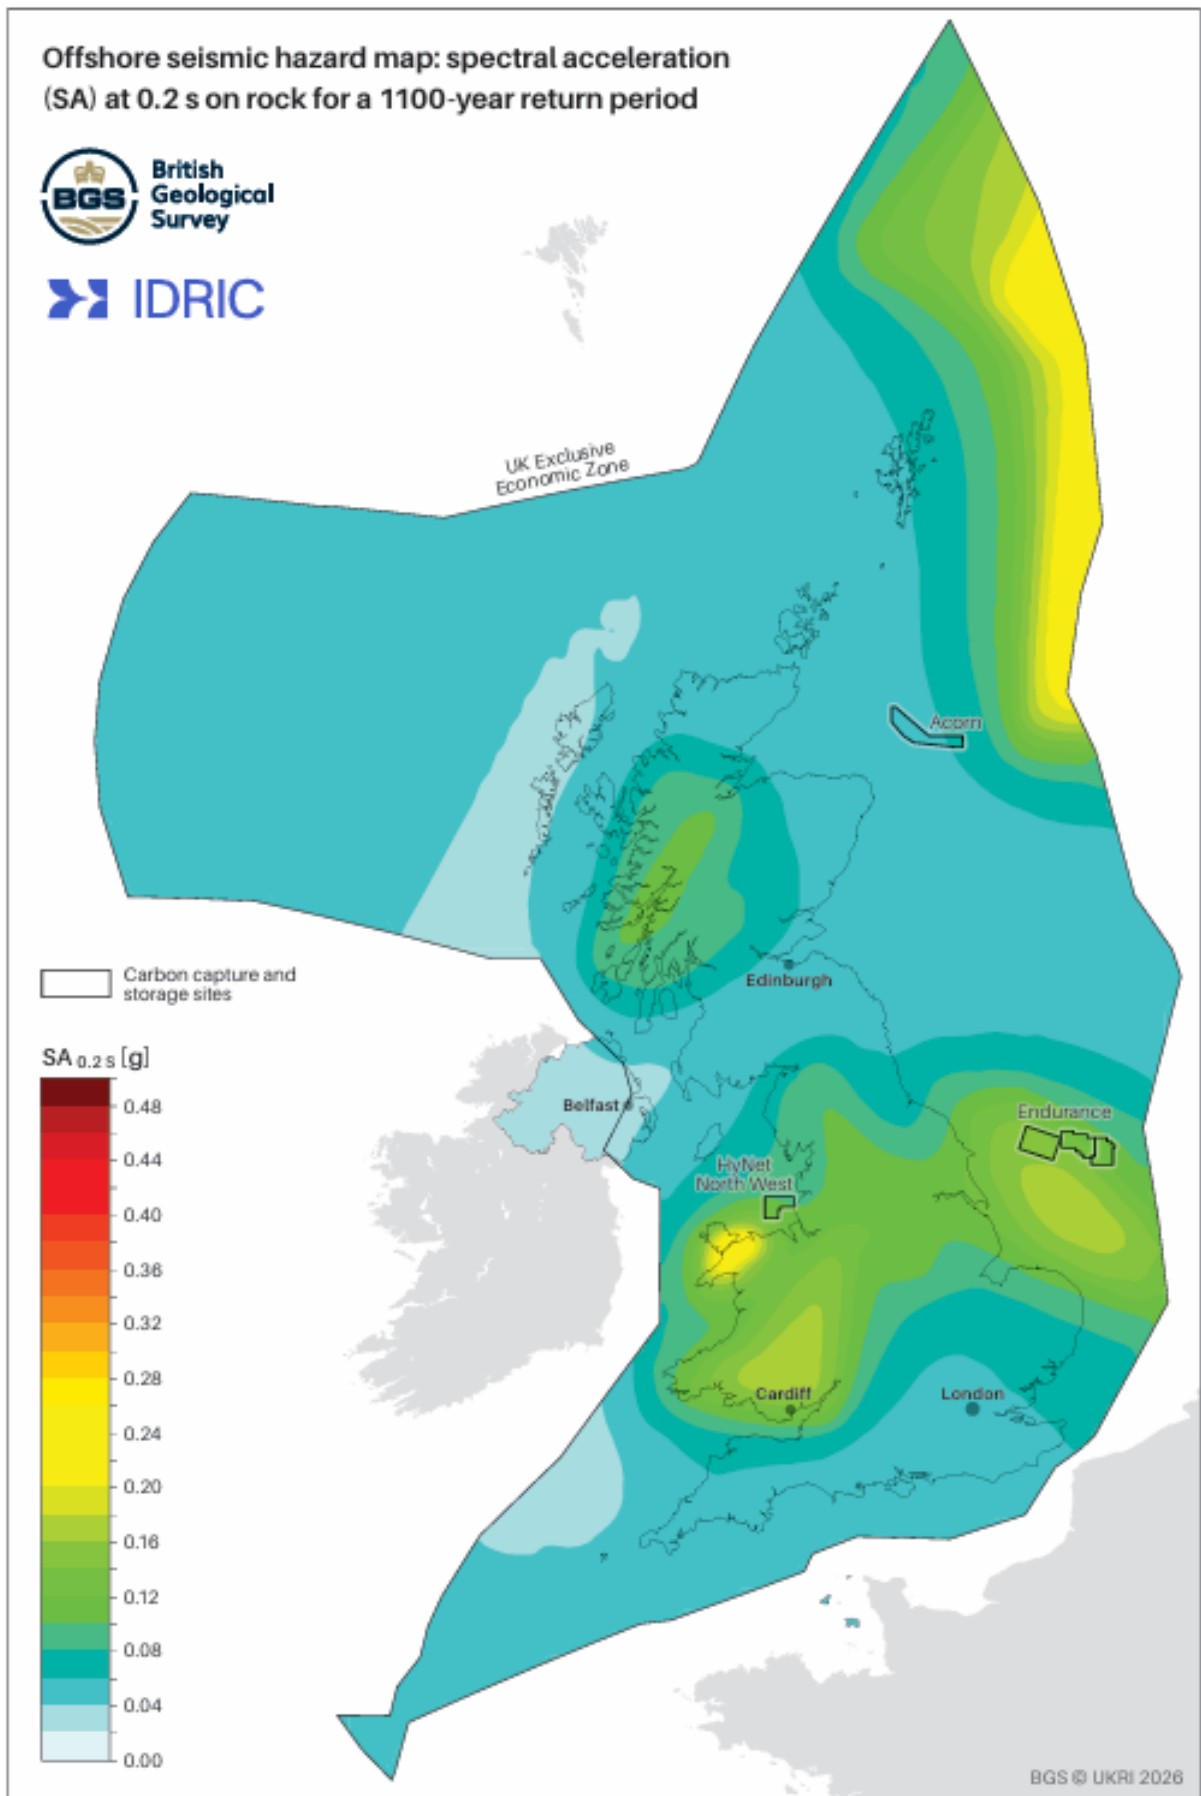 Offshore seismic hazard map: spectral acceleration
(SA) at 0.2 s on rock for a 1100-year return period
BGS
British
Geological
Survey
IDRIC
UK Exclusive
Economic Zone
Acorn
Carbon capture and
storage sites
Edinburgh
SA 0.2 s [g]
0.48
0.44
0.40
0.36
0.32
0.28
0.24
0.20
0.16
0.12
0.08
0.04
0.00
Belfast
Endurance
HyNet
North West
Cardiff
London
BGS © UKRI 2026